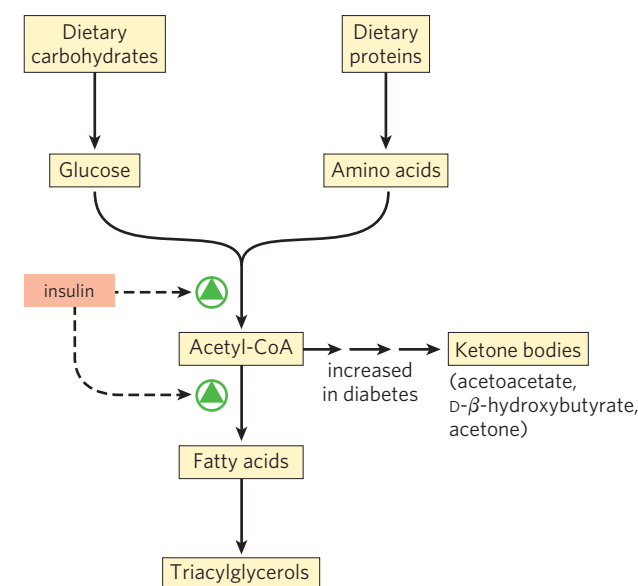 Dietary
carbohydrates
Dietary
proteins
Glucose
Amino acids
insulin
Acetyl-CoA
increased
in diabetes
Ketone bodies
(acetoacetate,
D-β-hydroxybutyrate,
acetone)
Fatty acids
Triacylglycerols